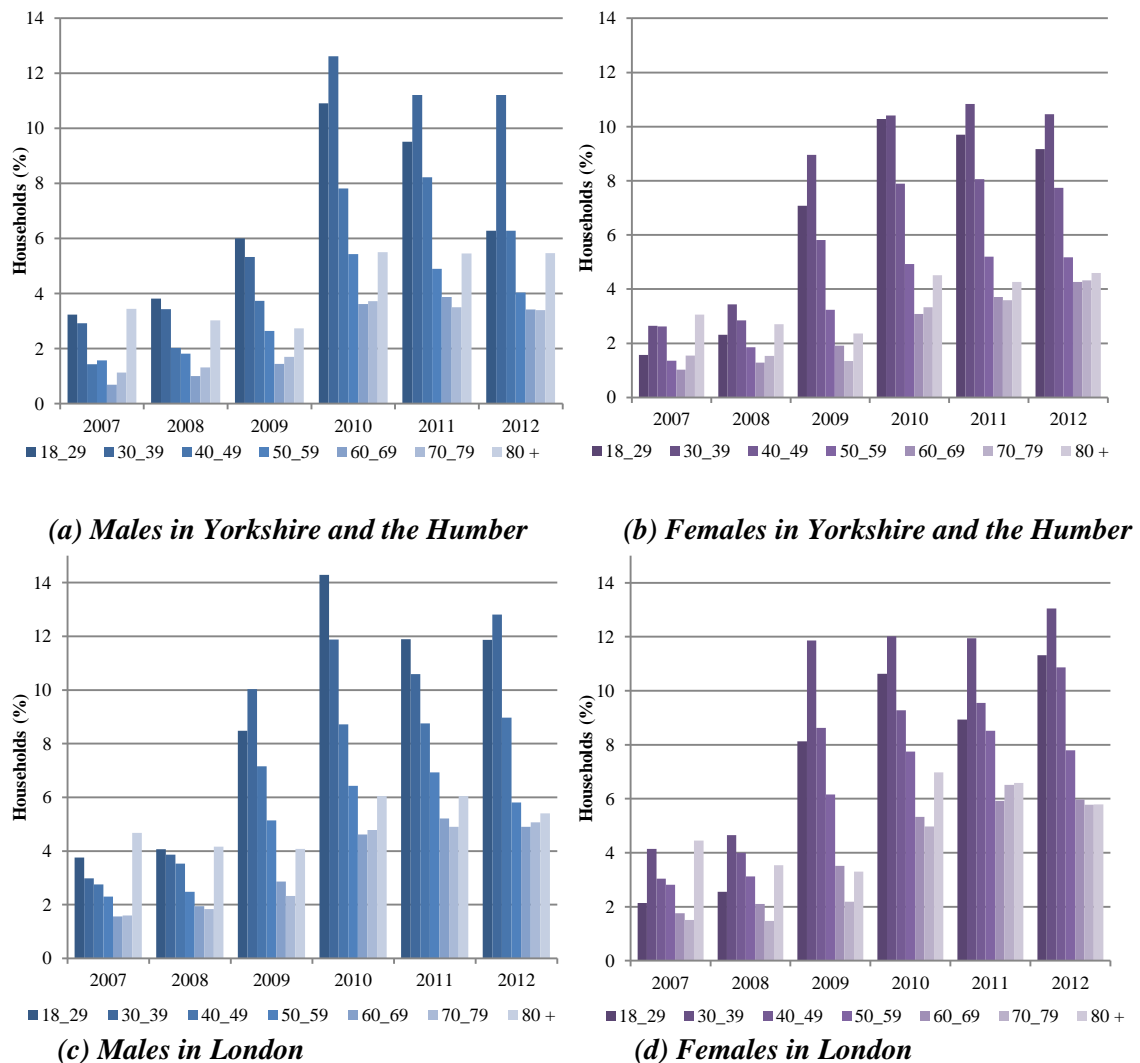 14
12
10
8
6
4
2
0
Households (%)
2007 2008 2009 2010 2011 2012
18_29 30_39 40_49 50_59 60_69 70_79 80 +
(a) Males in Yorkshire and the Humber
14
12
10
8
6
4
2
0
Households (%)
2007 2008 2009 2010 2011 2012
18_29 30_39 40_49 50_59 60_69 70_79 80 +
(b) Females in Yorkshire and the Humber
14
12
10
8
6
4
2
0
Households (%)
2007 2008 2009 2010 2011 2012
18_29 30_39 40_49 50_59 60_69 70_79 80 +
(c) Males in London
14
12
10
8
6
4
2
0
Households (%)
2007 2008 2009 2010 2011 2012
18_29 30_39 40_49 50_59 60_69 70_79 80 +
(d) Females in London